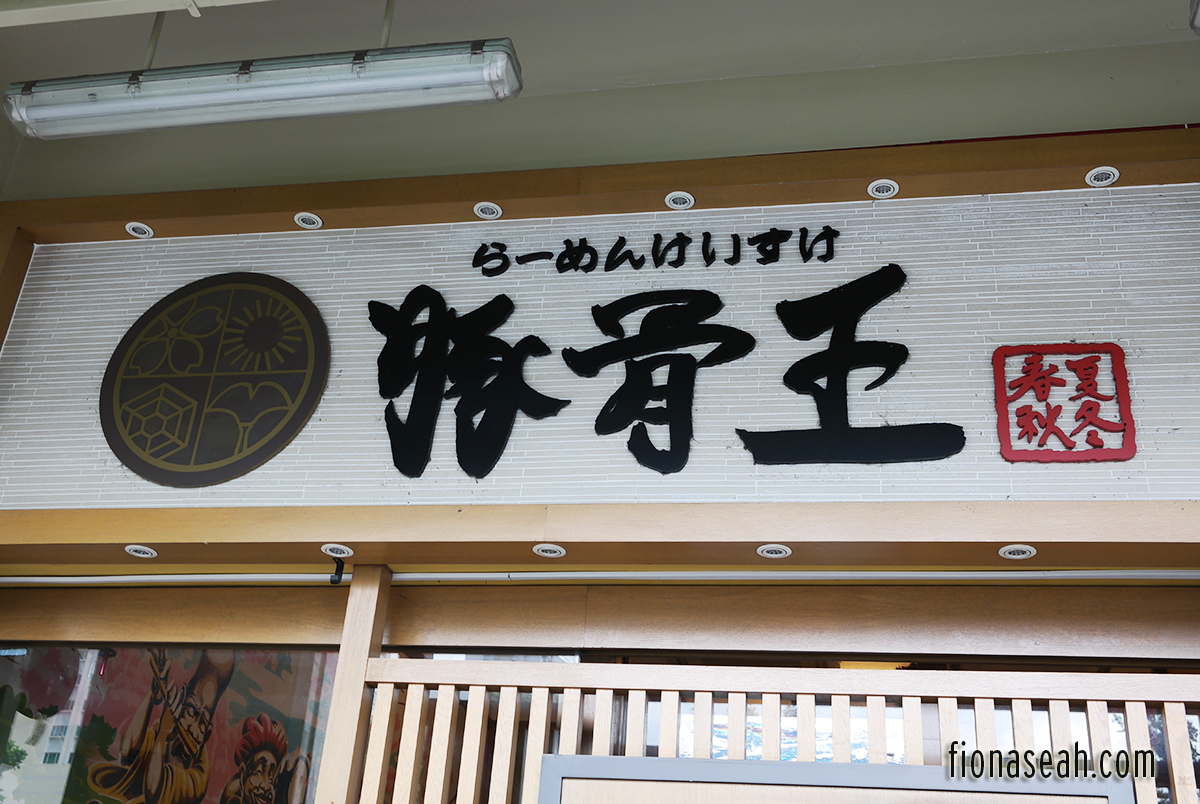 らーめんけいすけ
豚骨王
春夏
秋冬
fionaseah.com